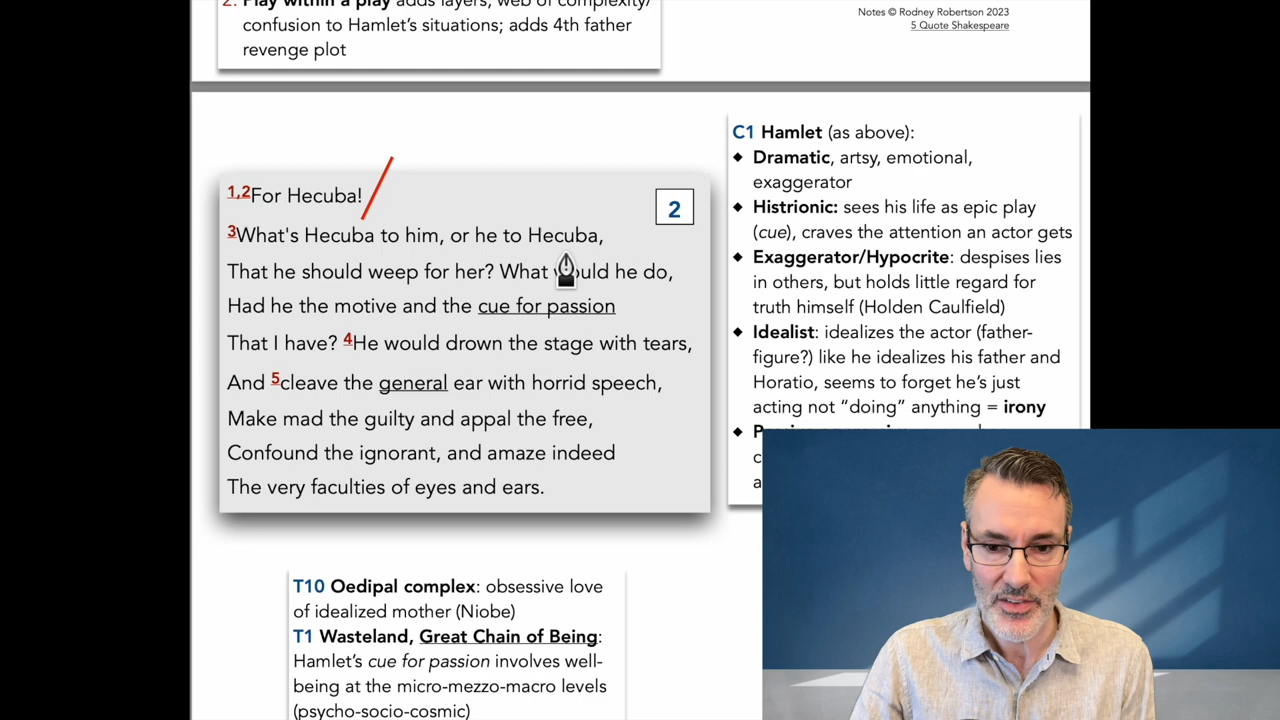 2. Play within a play adds layers, web of complexity/
confusion to Hamlet's situations; adds 4th father
revenge plot
Notes © Rodney Robertson 2023
5 Quote Shakespeare
1,2For Hecuba!
2
3What's Hecuba to him, or he to Hecuba,
That he should weep for her? What would he do,
Had he the motive and the cue for passion
That I have? 4He would drown the stage with tears,
And 5cleave the general ear with horrid speech,
Make mad the guilty and appal the free,
Confound the ignorant, and amaze indeed
The very faculties of eyes and ears.
C1 Hamlet (as above):
◆ Dramatic, artsy, emotional,
exaggerator
◆ Histrionic: sees his life as epic play
(cue), craves the attention an actor gets
◆ Exaggerator/Hypocrite: despises lies
in others, but holds little regard for
truth himself (Holden Caulfield)
◆ Idealist: idealizes the actor (father-
figure?) like he idealizes his father and
Horatio, seems to forget he's just
acting not “doing” anything = irony
T10 Oedipal complex: obsessive love
of idealized mother (Niobe)
T1 Wasteland, Great Chain of Being:
Hamlet's cue for passion involves well-
being at the micro-mezzo-macro levels
(psycho-socio-cosmic)